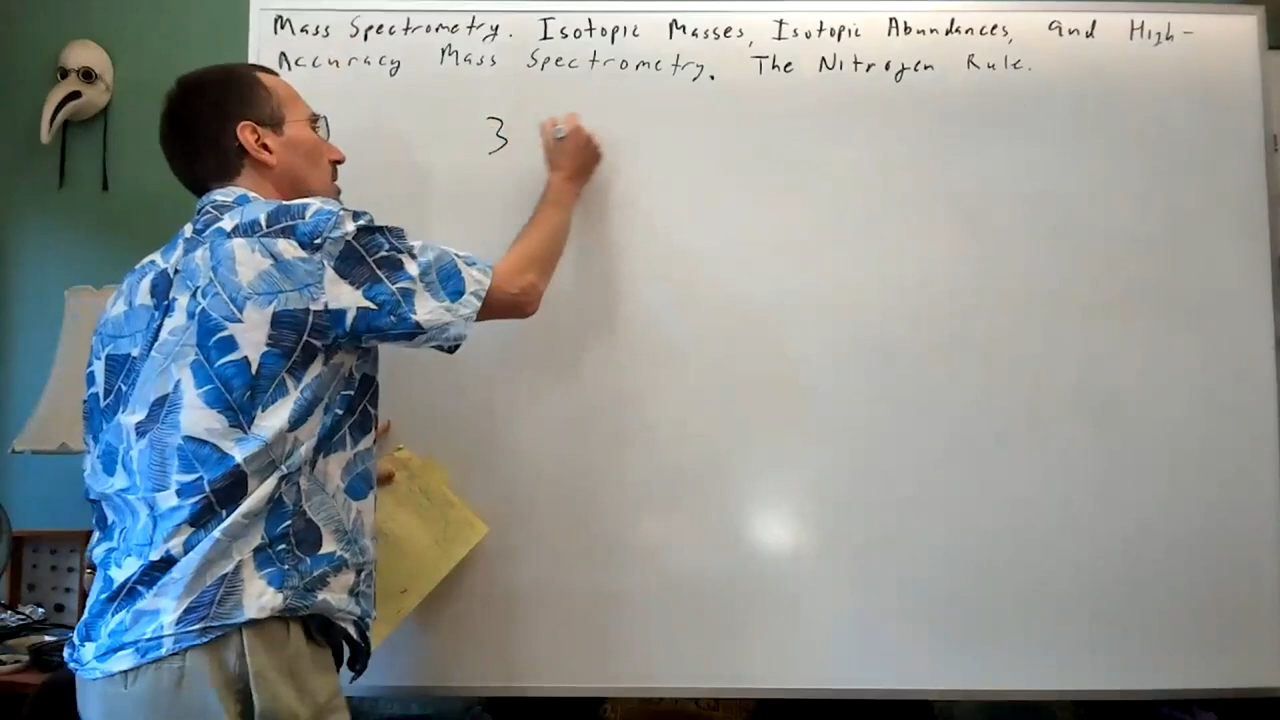 Mass Spectrometry. Isotopic Masses, Isotopic Abundances, and High-
Accuracy Mass Spectrometry. The Nitrogen Rule.
3